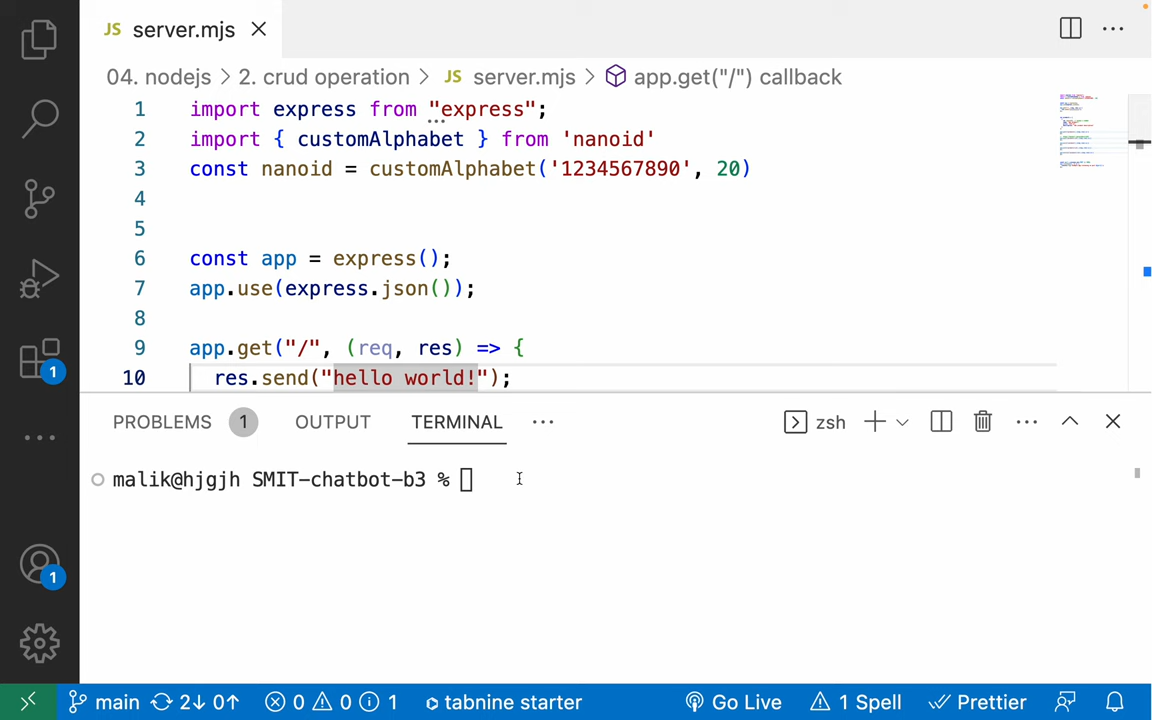 JS server.mjs
04. nodejs > 2. crud operation > JS server.mjs > app.get("/") callback
1 import express from "express";
2 import { customAlphabet } from 'nanoid'
3 const nanoid = customAlphabet('1234567890', 20)
4
5
6 const app = express();
7 app.use(express.json());
8
9 app.get("/", (req, res) => {
10 res.send("hello world!");
PROBLEMS 1 OUTPUT TERMINAL ... zsh
malik@hjgjh SMIT-chatbot-b3 %
1
1
main 2↓ 0↑ 0 0 1 tabnine starter Go Live 1 Spell Prettier